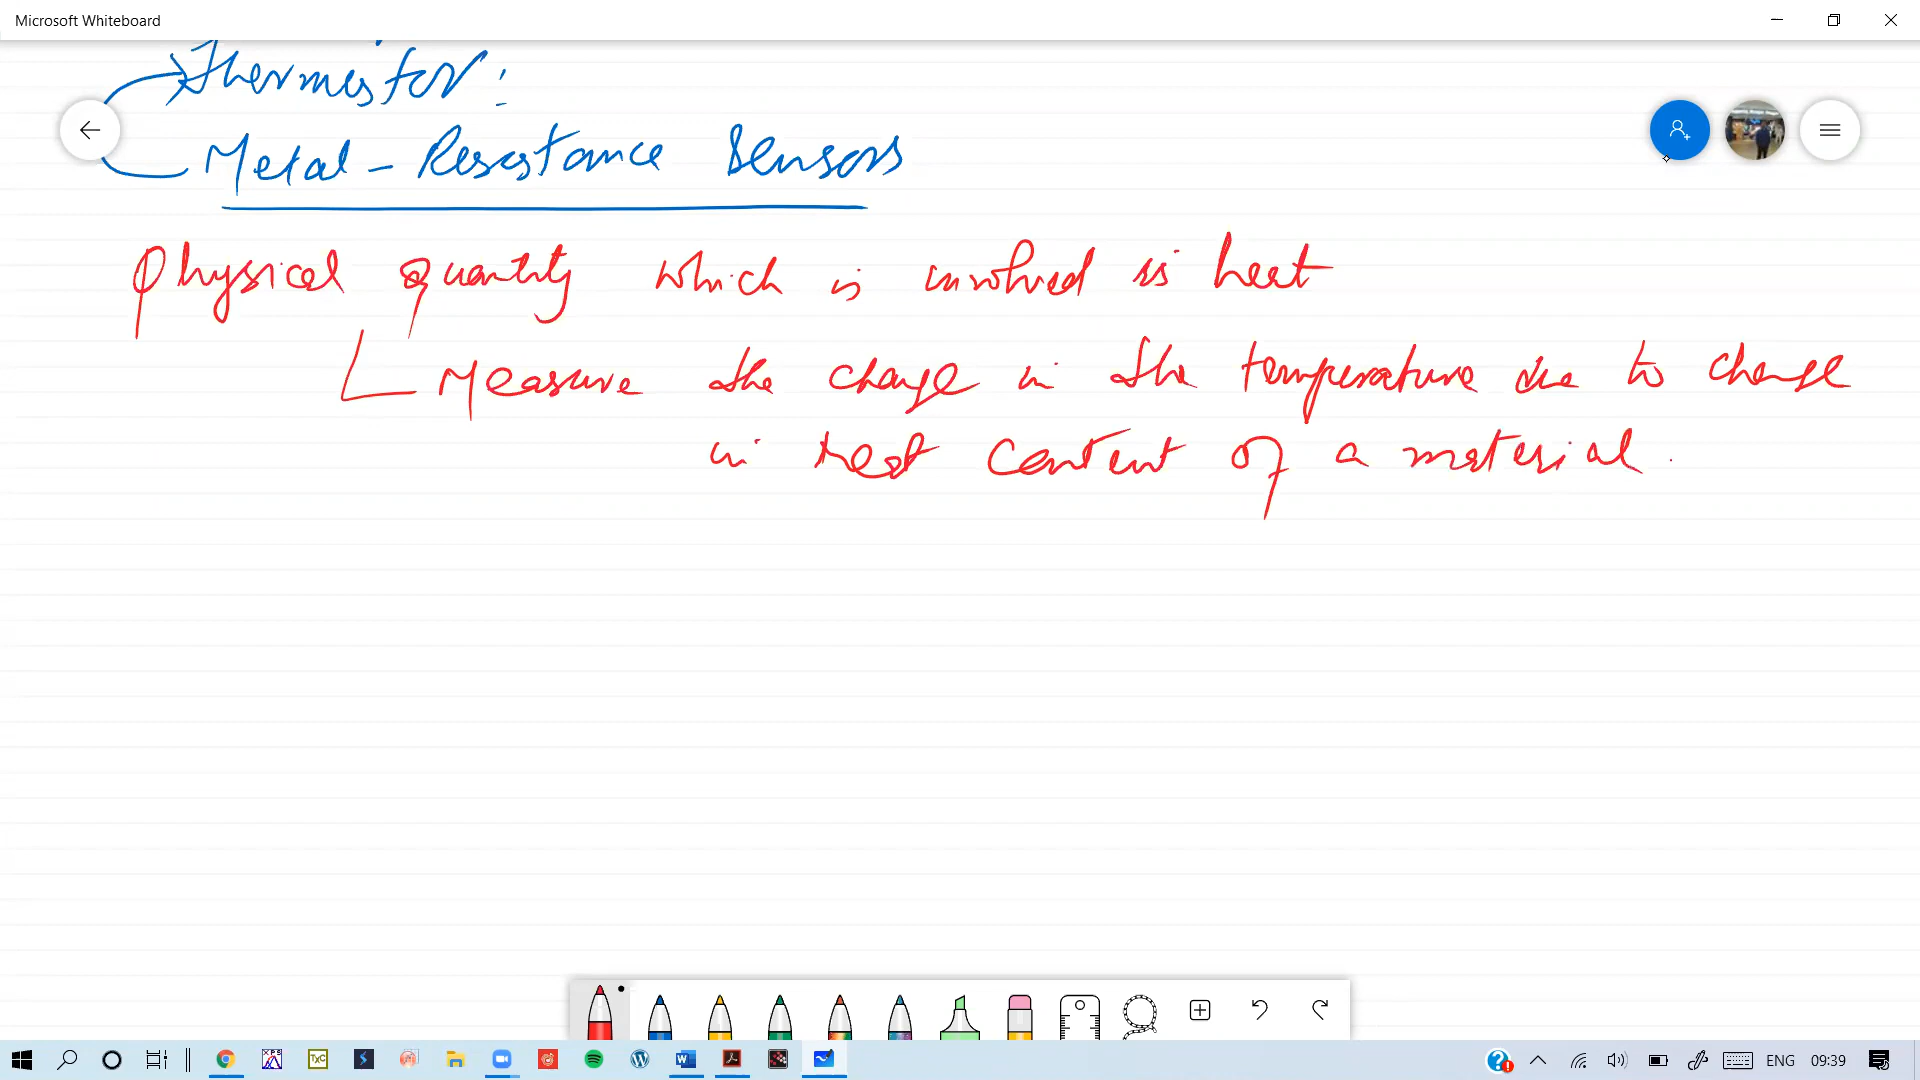 Microsoft Whiteboard
Thermistor:
Metal - Resistance Sensors
Physical quantity which is involved is heat
Measure the change in the temperature due to change
in heat content of a material.
ENG 09:39